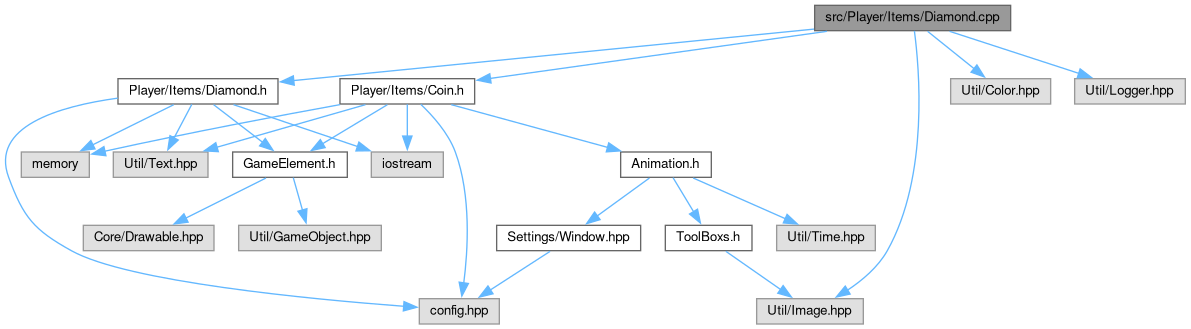 src/Player/Items/Diamond.cpp
Player/Items/Diamond.h
Player/Items/Coin.h
Util/Color.hpp
Util/Logger.hpp
memory
Util/Text.hpp
GameElement.h
iostream
Animation.h
Core/Drawable.hpp
Util/GameObject.hpp
Settings/Window.hpp
ToolBoxs.h
Util/Time.hpp
config.hpp
Util/Image.hpp